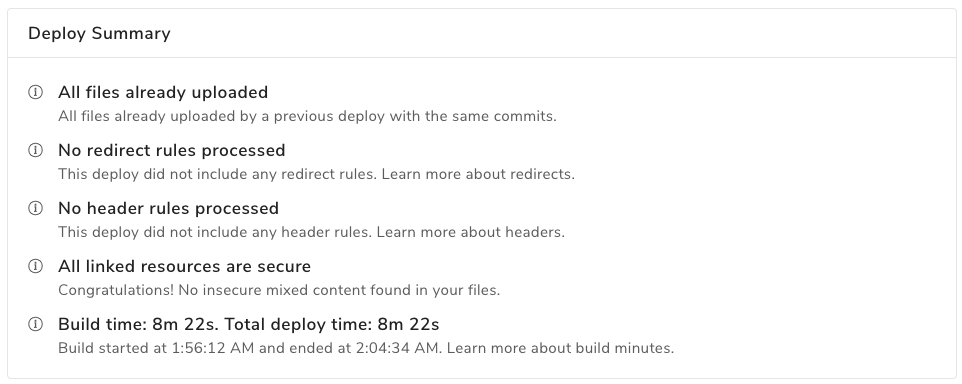 Deploy Summary
All files already uploaded
All files already uploaded by a previous deploy with the same commits.
No redirect rules processed
This deploy did not include any redirect rules. Learn more about redirects.
No header rules processed
This deploy did not include any header rules. Learn more about headers.
All linked resources are secure
Congratulations! No insecure mixed content found in your files.
Build time: 8m 22s. Total deploy time: 8m 22s
Build started at 1:56:12 AM and ended at 2:04:34 AM. Learn more about build minutes.